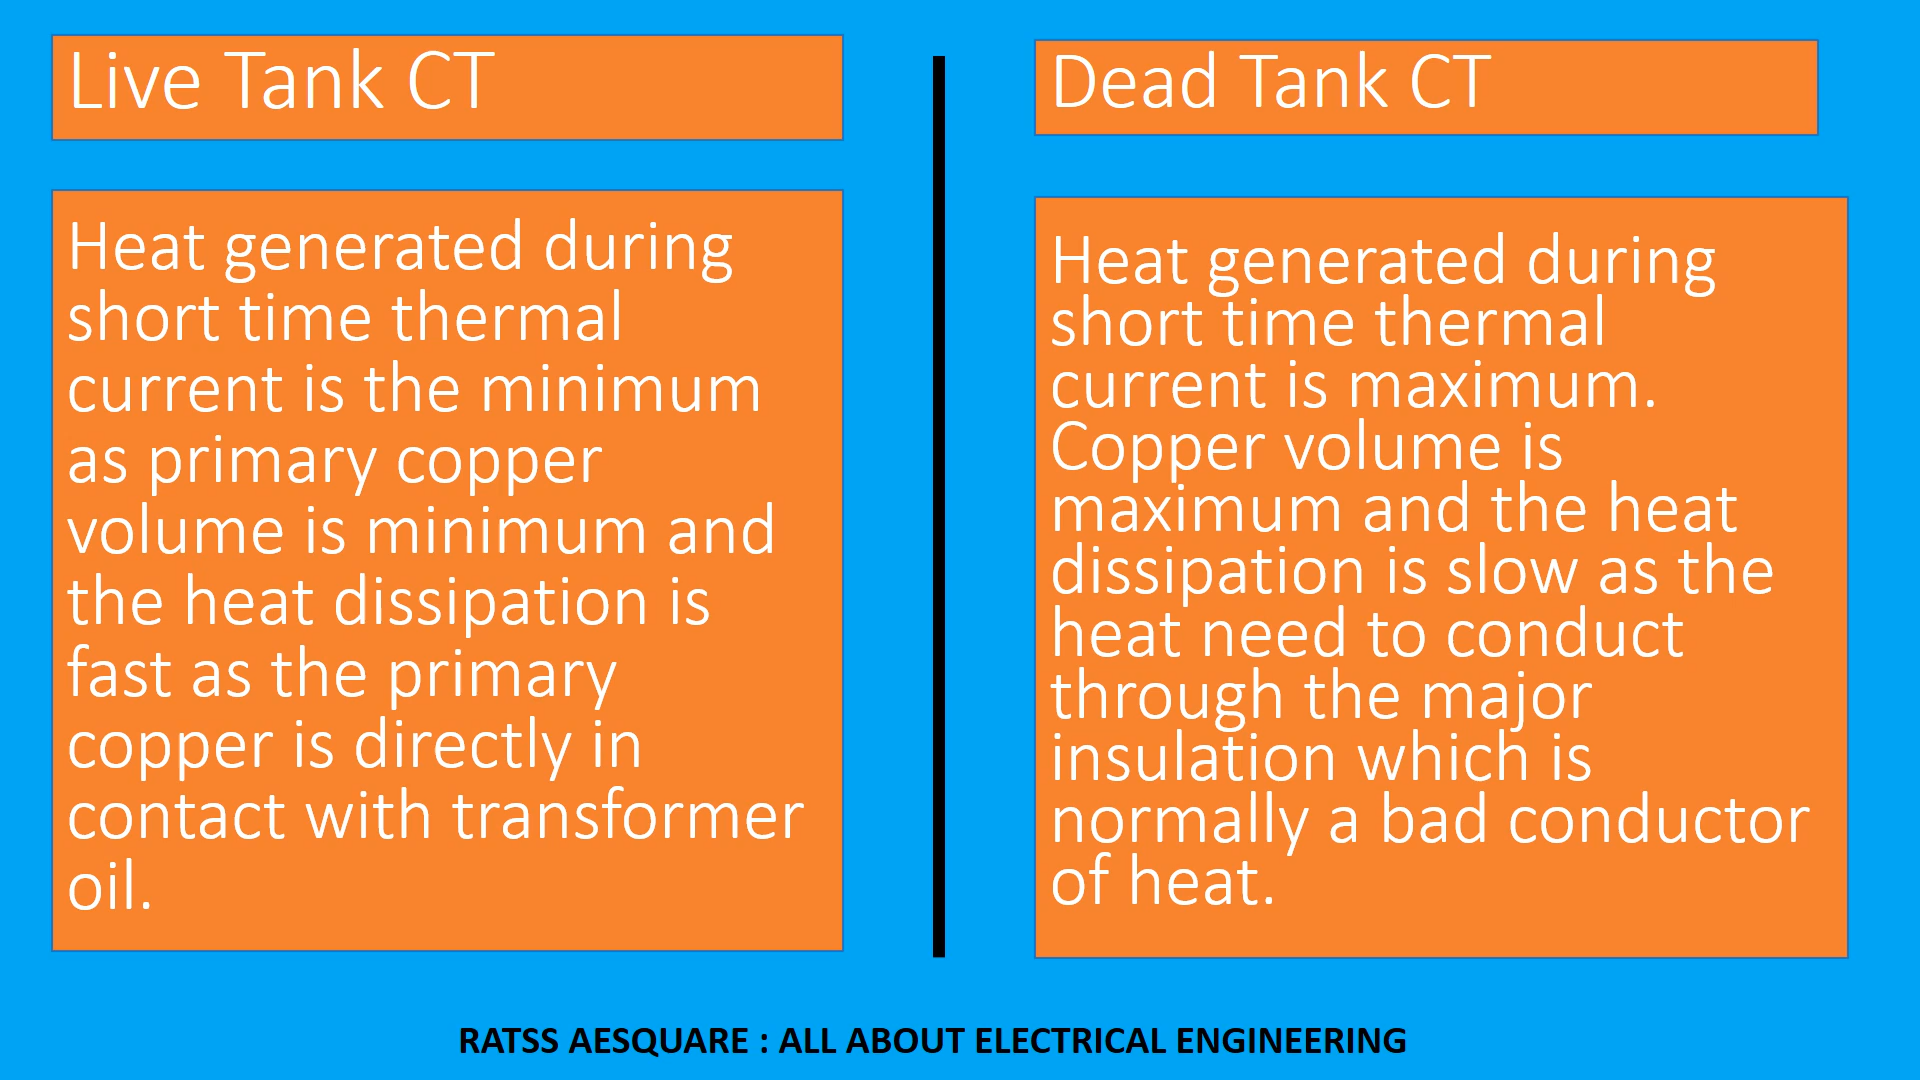 Live Tank CT
Heat generated during
short time thermal
current is the minimum
as primary copper
volume is minimum and
the heat dissipation is
fast as the primary
copper is directly in
contact with transformer
oil.
Dead Tank CT
Heat generated during
short time thermal
current is maximum.
Copper volume is
maximum and the heat
dissipation is slow as the
heat need to conduct
through the major
insulation which is
normally a bad conductor
of heat.
RATSS AESQUARE : ALL ABOUT ELECTRICAL ENGINEERING